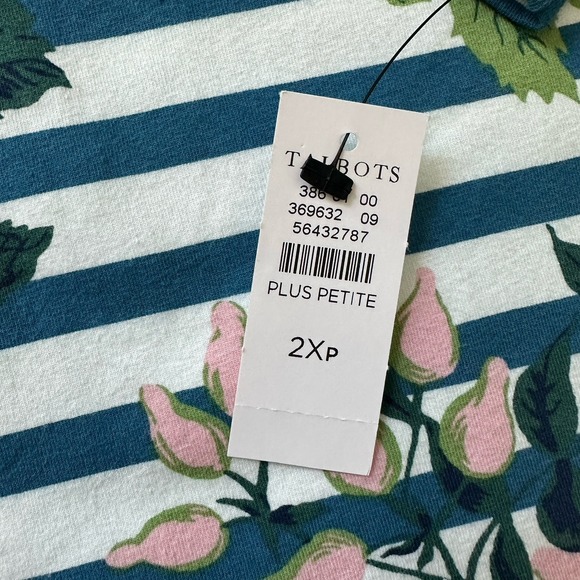 TALBOTS
386 00
369632 09
56432787
PLUS PETITE
2XP